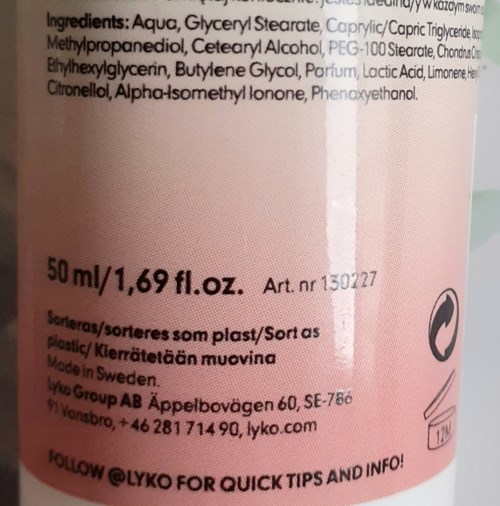 idealna/y w każdym
Ingredients: Aqua, Glyceryl Stearate, Caprylic/Capric Triglyceride,
Methylpropanediol, Cetearyl Alcohol, PEG-100 Stearate, Chondrus
Ethylhexylglycerin, Butylene Glycol, Parfum, Lactic Acid, Limonene,
Citronellol, Alpha-Isomethyl Ionone, Phenoxyethanol.
50 ml/1,69 fl.oz. Art. nr 130227
Sorteras/sorteres som plast/Sort as
plastic/Kierrätetään muovina
Made in Sweden.
Lyko Group AB Äppelbovägen 60, SE-786
91 Vansbro, +46 281 714 90, lyko.com
12M
FOLLOW @LYKO FOR QUICK TIPS AND INFO!